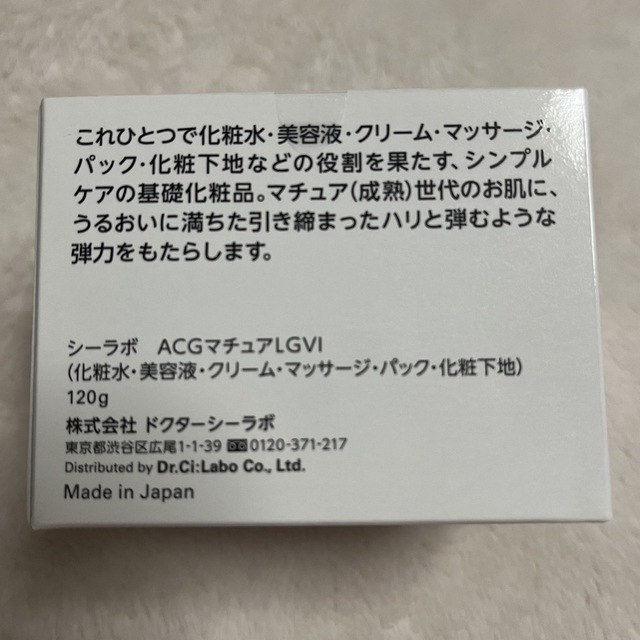 これひとつで化粧水・美容液・クリーム・マッサージ・
パック・化粧下地などの役割を果たす、シンプル
ケアの基礎化粧品。マチュア(成熟)世代のお肌に、
うるおいに満ちた引き締まったハリと弾むような
弾力をもたらします。
シーラボ ACGマチュアLGVI
(化粧水・美容液・クリーム・マッサージ・パック・化粧下地)
120g
株式会社 ドクターシーラボ
東京都渋谷区広尾1-1-39 0120-371-217
Distributed by Dr.Ci:Labo Co., Ltd.
Made in Japan